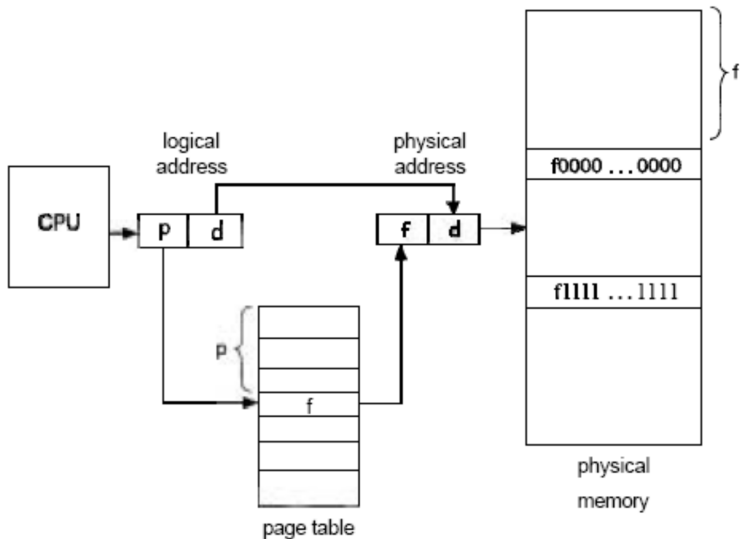 logical
address
physical
address
f
f0000 ... 0000
CPU
p d
f d
f1111 ... 1111
p
f
physical
memory
page table